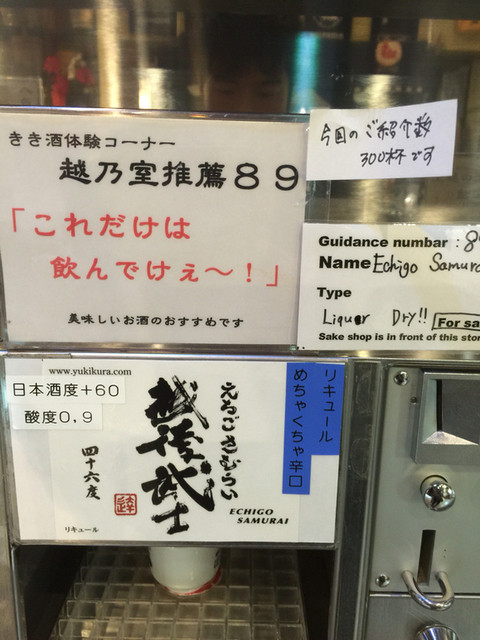 きき酒体験コーナー
越乃室推薦８９
「これだけは
飲んでけぇ～！」
美味しいお酒のおすすめです
今回のご紹介数
300杯です
Guidance numbar : 89
Name Echigo Samura
Type
Liquor Dry!!
For sa
Sake shop is in front of this stor
www.yukikura.com
日本酒度+60
酸度0.9
えちごさむらい
越後武士
四十六度
リキュール
ECHIGO
SAMURAI
リキュール
めちゃくちゃ辛口